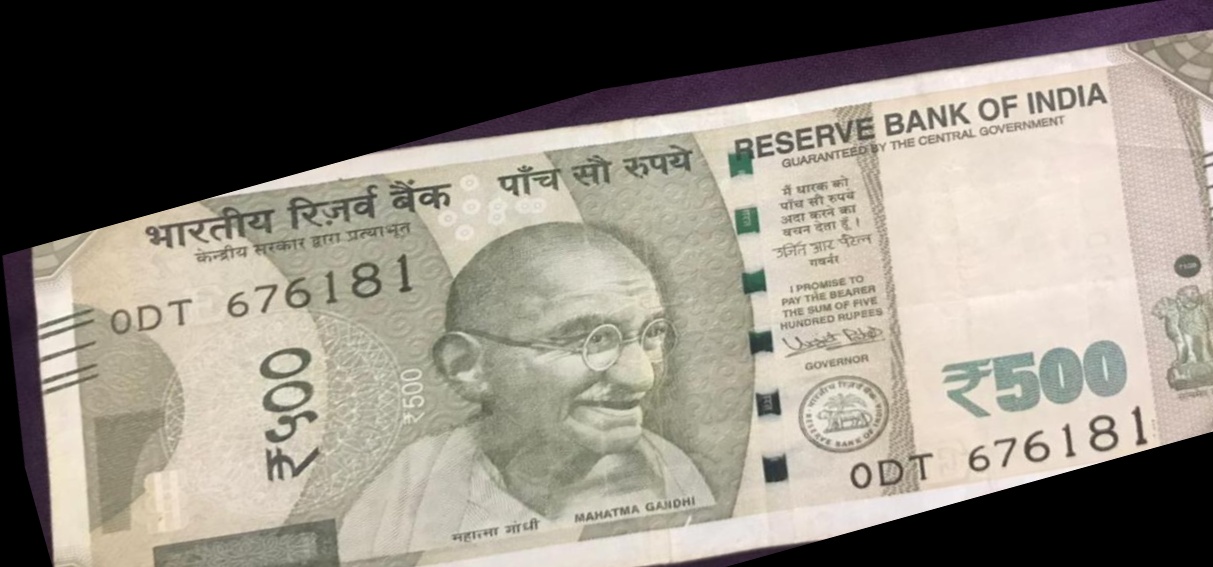 भारतीय रिज़र्व बैंक
केन्द्रीय सरकार द्वारा प्रत्याभूत
पाँच सौ रुपये
0DT 676181
₹५००
₹500
महात्मा गांधी
MAHATMA GANDHI
RESERVE BANK OF INDIA
GUARANTEED BY THE CENTRAL GOVERNMENT
मैं धारक को
पाँच सौ रुपये
अदा करने का
वचन देता हूँ।
गवर्नर
I PROMISE TO
PAY THE BEARER
THE SUM OF FIVE
HUNDRED RUPEES
GOVERNOR
₹500
0DT 676181